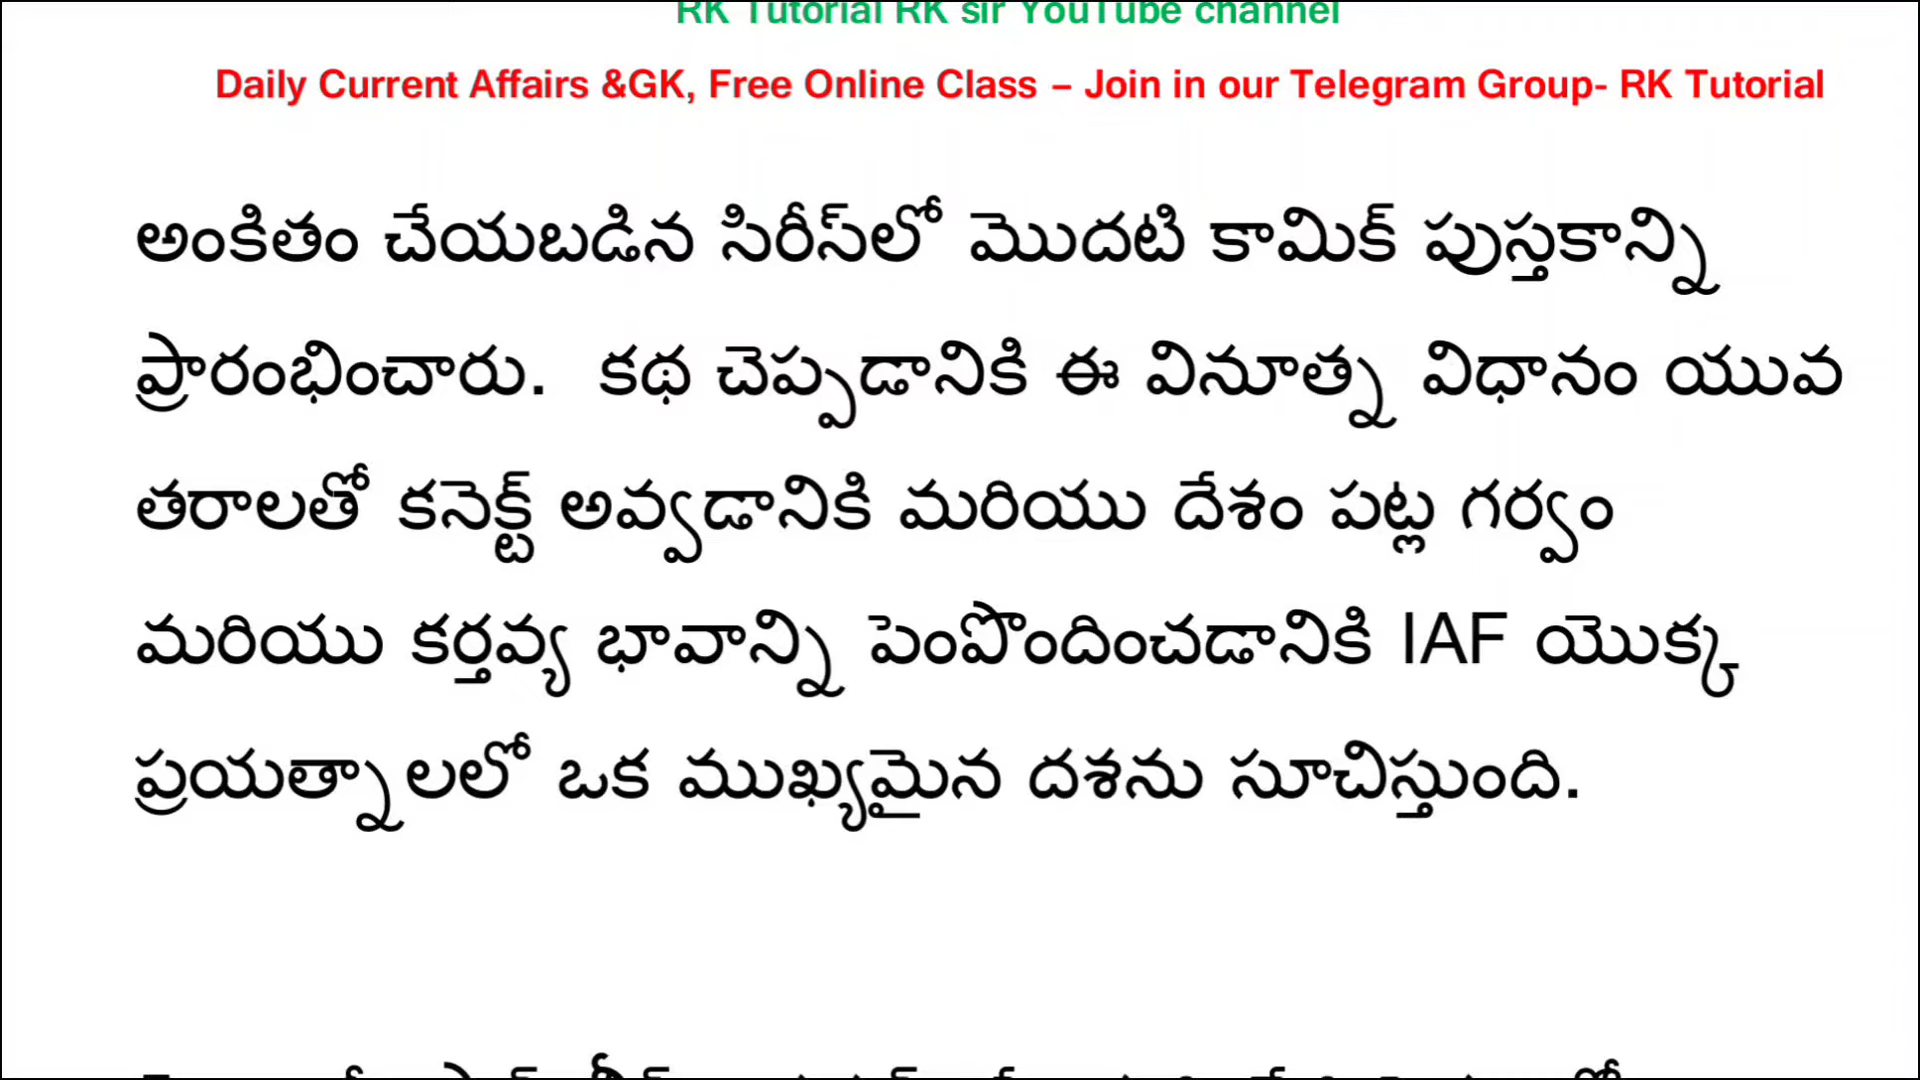 RK Tutorial RK sir YouTube channel
Daily Current Affairs &GK, Free Online Class – Join in our Telegram Group- RK Tutorial
అంకితం చేయబడిన సిరీస్‌లో మొదటి కామిక్ పుస్తకాన్ని
ప్రారంభించారు. కథ చెప్పడానికి ఈ వినూత్న విధానం యువ
తరాలతో కనెక్ట్ అవ్వడానికి మరియు దేశం పట్ల గర్వం
మరియు కర్తవ్య భావాన్ని పెంపొందించడానికి IAF యొక్క
ప్రయత్నాలలో ఒక ముఖ్యమైన దశను సూచిస్తుంది.